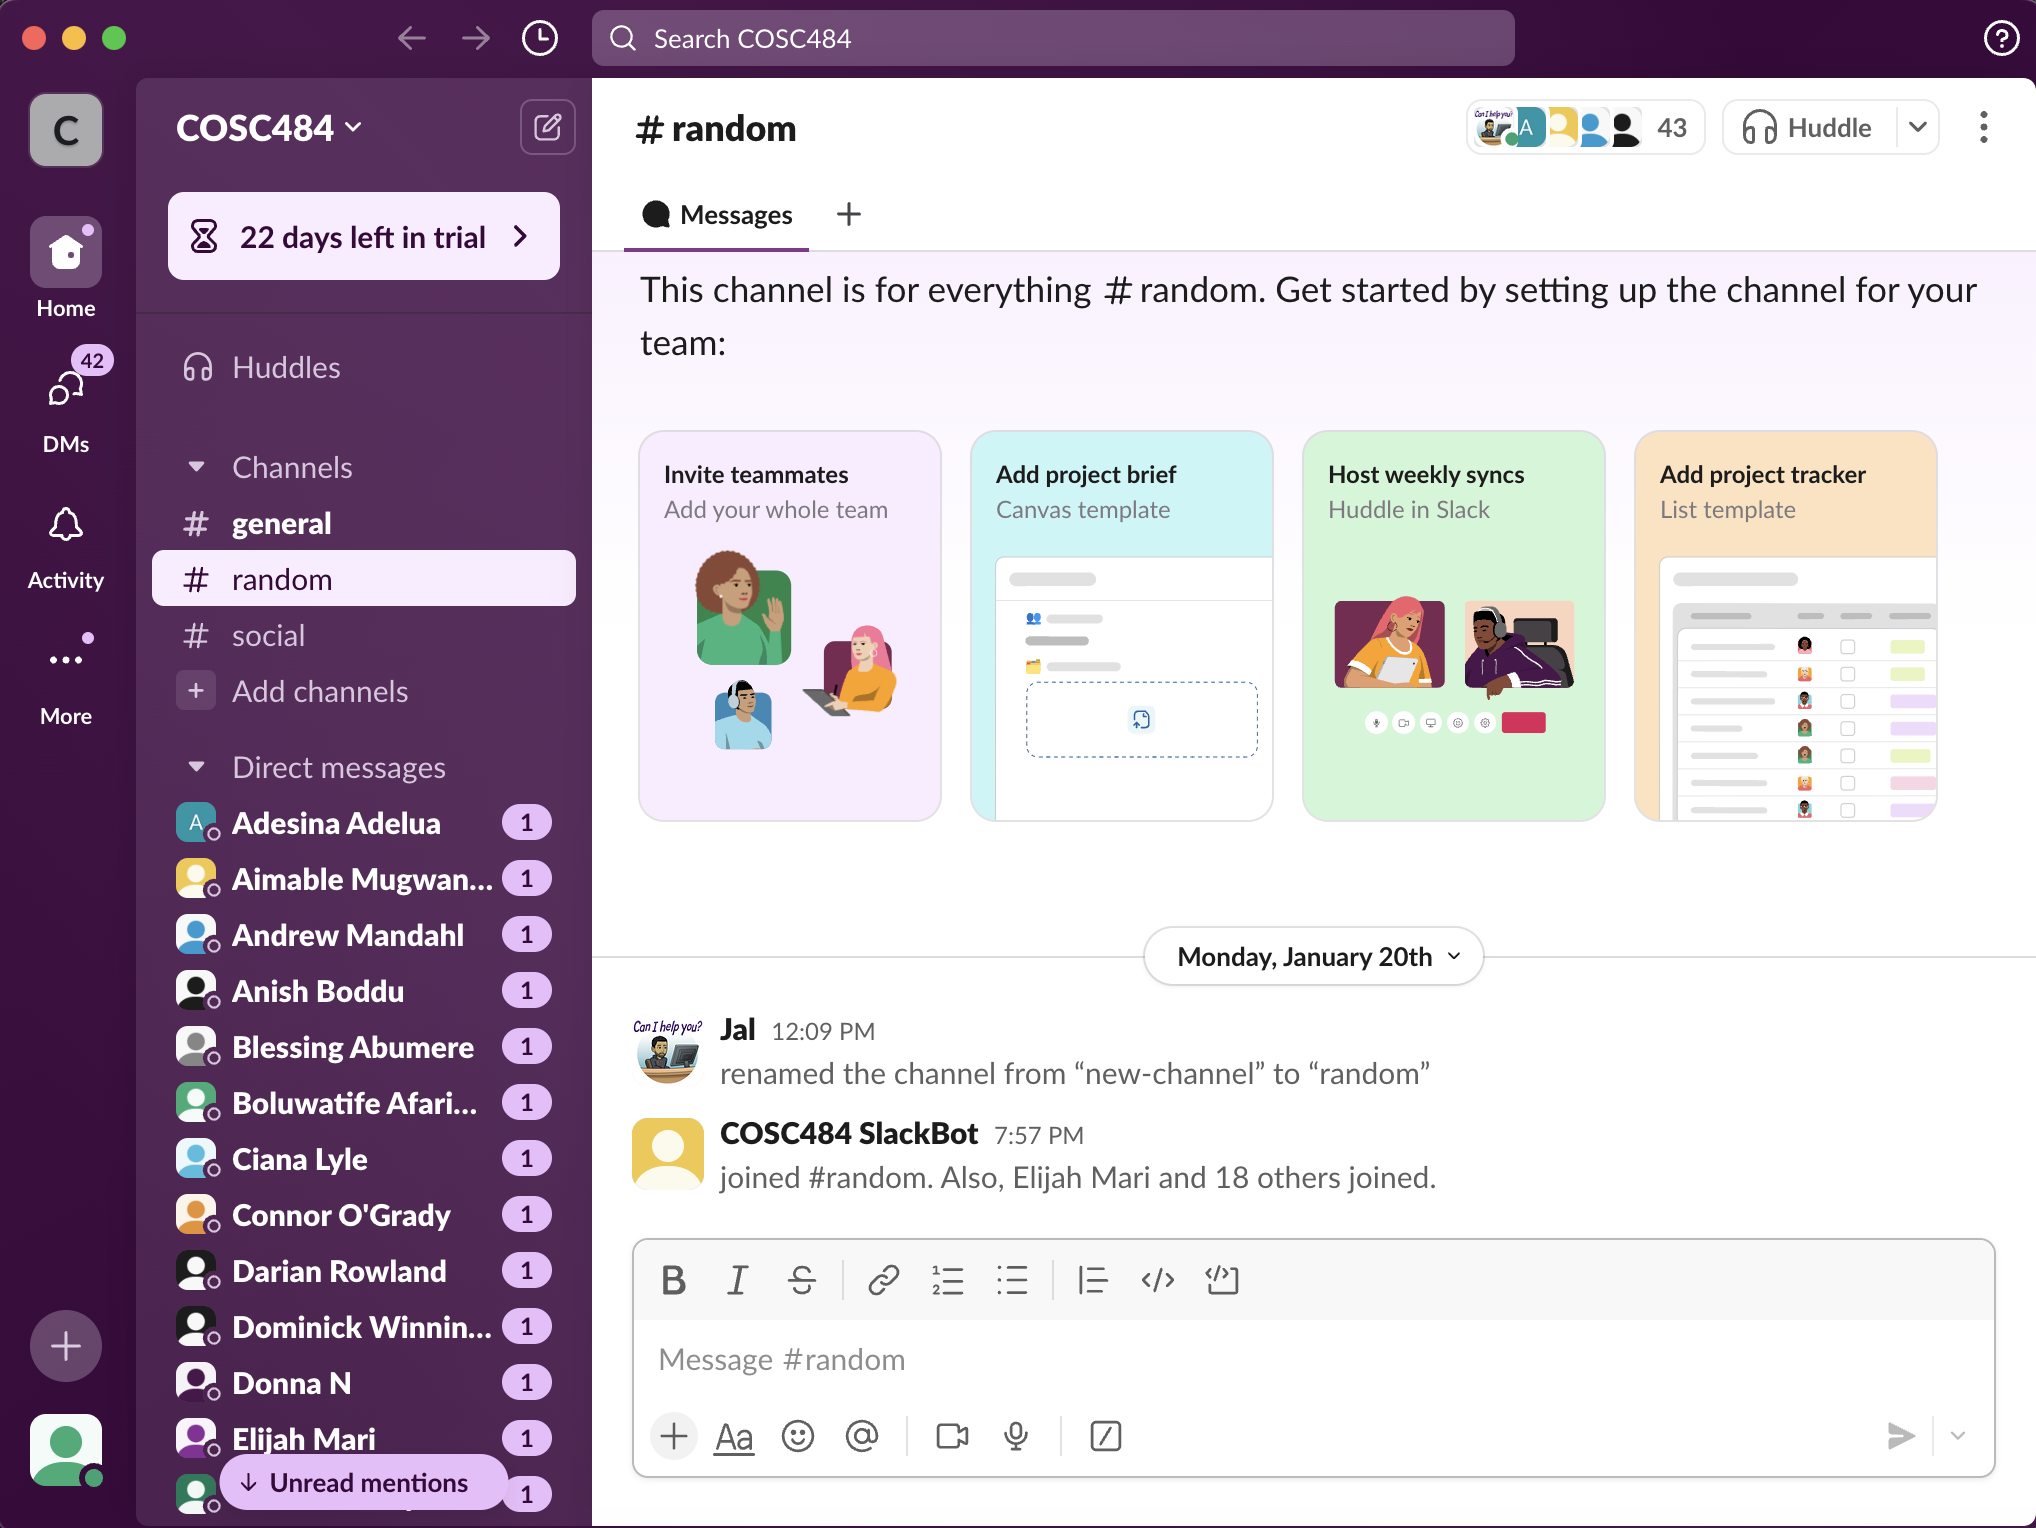 Search COSC484
C
COSC484
22 days left in trial
Home
42
DMs
Activity
More
Huddles
Channels
# general
# random
# social
+ Add channels
Direct messages
A Adesina Adelua 1
Aimable Mugwan... 1
Andrew Mandahl 1
Anish Boddu 1
Blessing Abumere 1
Boluwatife Afari... 1
Ciana Lyle 1
Connor O'Grady 1
Darian Rowland 1
Dominick Winnin... 1
Donna N 1
Elijah Mari 1
1
↓ Unread mentions
# random
Can I help you?
A
43
Huddle
Messages
This channel is for everything # random. Get started by setting up the channel for your
team:
Invite teammates
Add your whole team
Add project brief
Canvas template
Host weekly syncs
Huddle in Slack
Add project tracker
List template
Monday, January 20th
Can I help you?
Jal 12:09 PM
renamed the channel from “new-channel” to “random”
COSC484 SlackBot 7:57 PM
joined #random. Also, Elijah Mari and 18 others joined.
B I S
Message #random
Aa